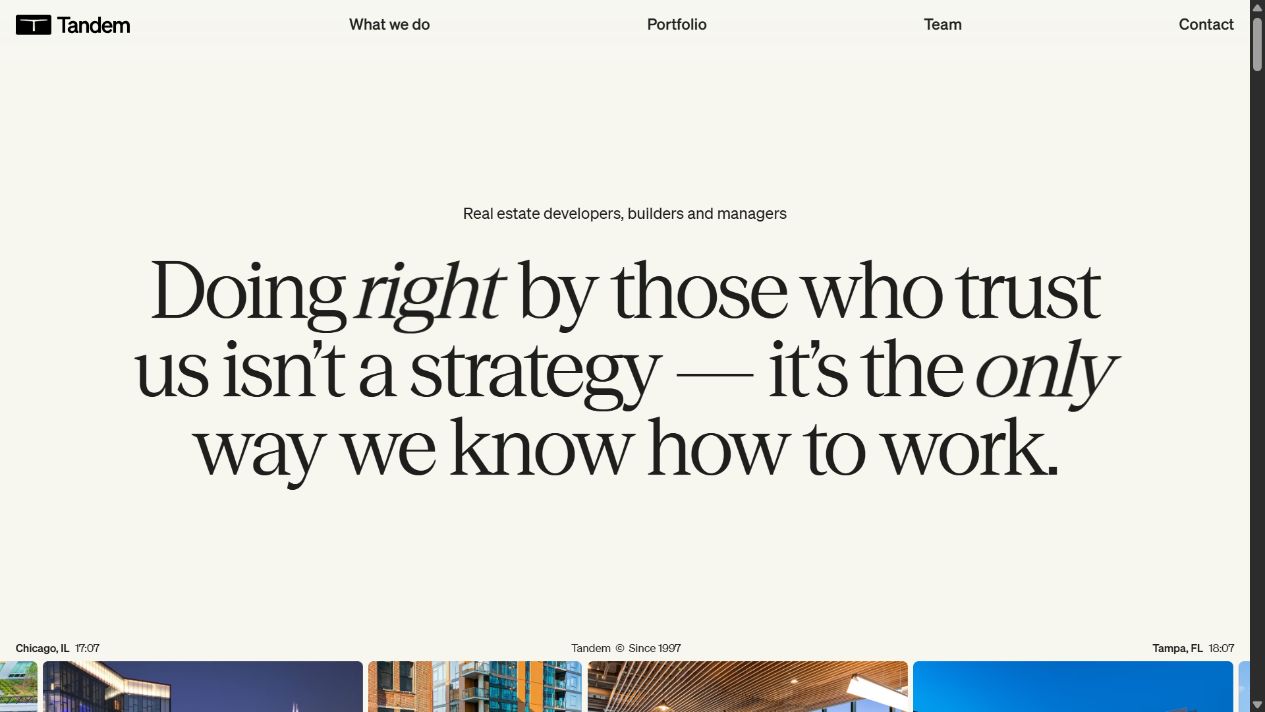 Tandem
What we do
Portfolio
Team
Contact
Real estate developers, builders and managers
Doing right by those who trust
us isn’t a strategy — it’s the only
way we know how to work.
Chicago, IL 17:07
Tandem © Since 1997
Tampa, FL 18:07